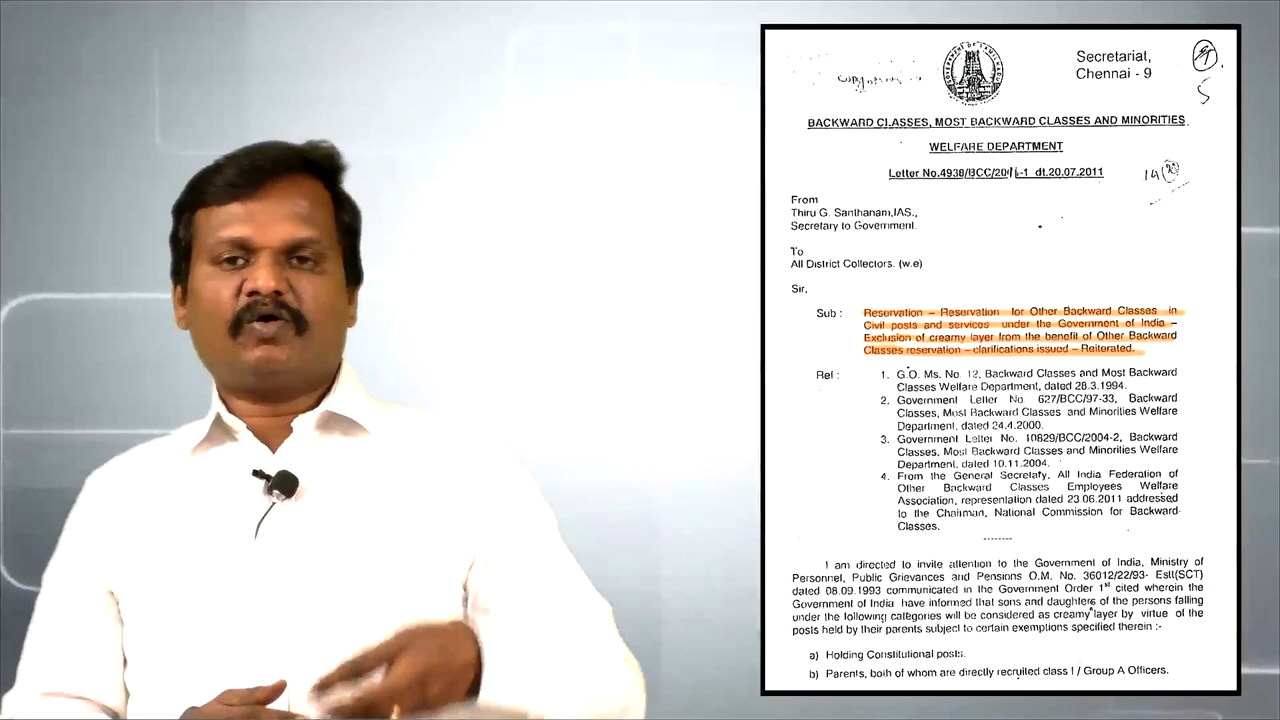 Secretariat,
Chennai - 9
BACKWARD CLASSES, MOST BACKWARD CLASSES AND MINORITIES
WELFARE DEPARTMENT
Letter No.4938/BCC/20 -1 dt.20.07.2011
From
Thiru G. Santhanam,IAS.,
Secretary to Government.
To
All District Collectors. (w.e)
Sir,
Sub : Reservation – Reservation for Other Backward Classes in
Civil posts and services under the Government of India –
Exclusion of creamy layer from the benefit of Other Backward
Classes reservation – clarifications issued – Reiterated.
Ref : 1. G.O. Ms. No. 12, Backward Classes and Most Backward
Classes Welfare Department, dated 28.3.1994.
2. Government Letter No 627/BCC/97-33, Backward
Classes, Most Backward Classes and Minorities Welfare
Department, dated 24.4.2000.
3. Government Letter No. 10829/BCC/2004-2, Backward
Classes, Most Backward Classes and Minorities Welfare
Department, dated 10.11.2004.
4. From the General Secretary, All India Federation of
Other Backward Classes Employees Welfare
Association, representation dated 23.06.2011 addressed
to the Chairman, National Commission for Backward
Classes.
I am directed to invite attention to the Government of India, Ministry of
Personnel, Public Grievances and Pensions O.M. No. 36012/22/93- Estt(SCT)
dated 08.09.1993 communicated in the Government Order 1st cited wherein the
Government of India have informed that sons and daughters of the persons falling
under the following categories will be considered as creamy layer by virtue of the
posts held by their parents subject to certain exemptions specified therein :-
a) Holding Constitutional posts.
b) Parents, both of whom are directly recruited class I / Group A Officers.